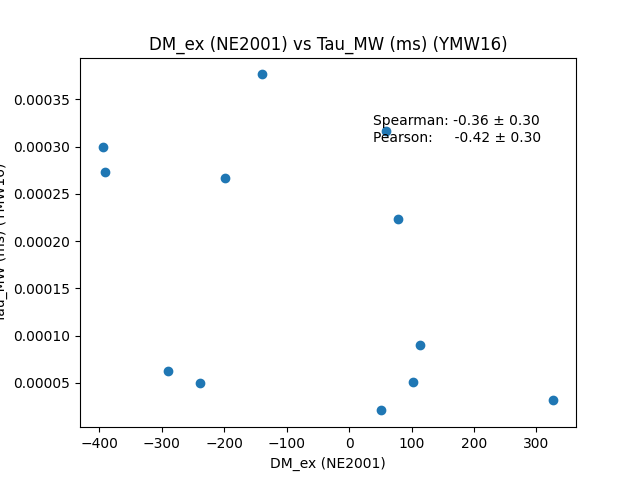 DM_ex (NE2001) vs Tau_MW (ms) (YMW16)
Spearman: -0.36 ± 0.30
Pearson: -0.42 ± 0.30
0.00035
0.00030
0.00025
0.00020
0.00015
0.00010
0.00005
Tau_MW (ms) (YMW16)
−400 −300 −200 −100 0 100 200 300
DM_ex (NE2001)